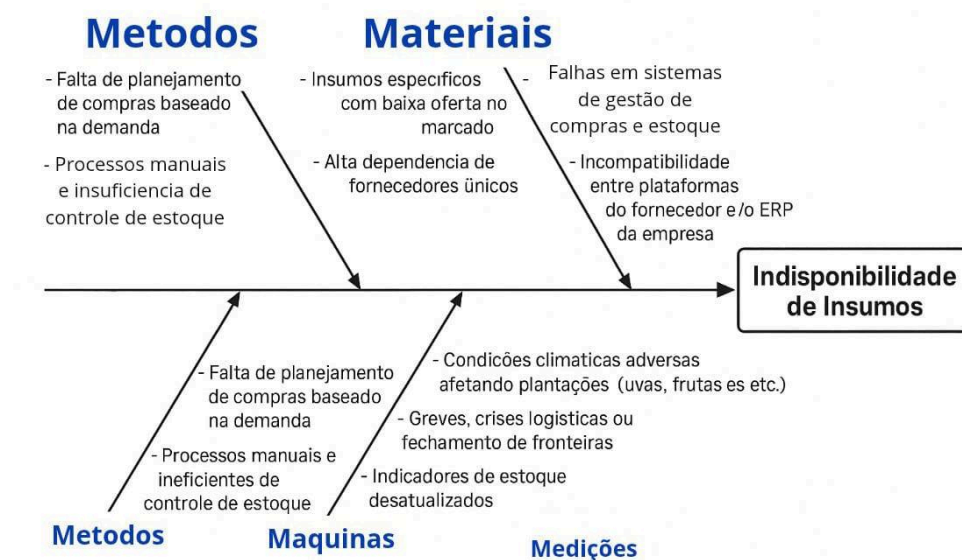 Metodos
- Falta de planejamento
de compras baseado
na demanda
- Processos manuais
e insuficiencia de
controle de estoque
Materiais
- Insumos específicos
com baixa oferta no
marcado
- Alta dependencia de
fornecedores ünicos
- Falhas em sistemas
de gestão de
compras e estoque
- Incompatibilidade
entre plataformas
do fornecedor e/o ERP
da empresa
Indisponibilidade
de Insumos
- Falta de planejamento
de compras baseado
na demanda
- Processos manuais e
ineficientes de
controle de estoque
Metodos
- Condicões climaticas adversas
afetando plantações (uvas, frutas es etc.)
- Greves, crises logísticas ou
fechamento de fronteiras
- Indicadores de estoque
desatualizados
Maquinas
Medições